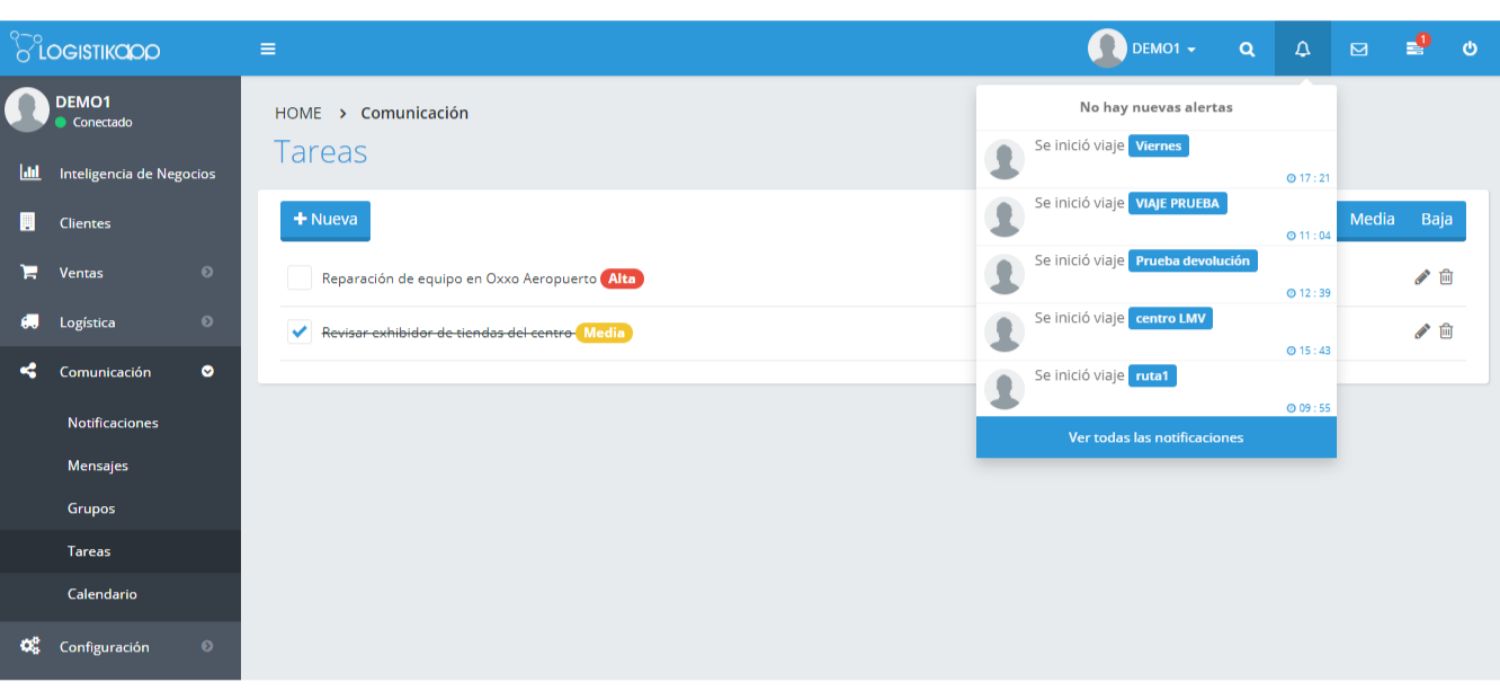 LOGISTIKapp
DEMO1
1
DEMO1
Conectado
Inteligencia de Negocios
Clientes
Ventas
Logística
Comunicación
Notificaciones
Mensajes
Grupos
Tareas
Calendario
Configuración
HOME > Comunicación
Tareas
+ Nueva
Media Baja
Reparación de equipo en Oxxo Aeropuerto Alta
Revisar exhibidor de tiendas del centro Media
No hay nuevas alertas
Se inició viaje Viernes
17 : 21
Se inició viaje VIAJE PRUEBA
11 : 04
Se inició viaje Prueba devolución
12 : 39
Se inició viaje centro LMV
15 : 43
Se inició viaje ruta1
09 : 55
Ver todas las notificaciones